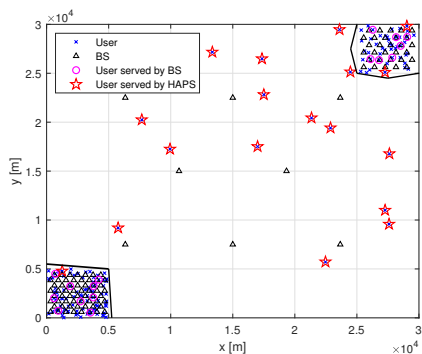 ×10⁴
3
2.5
2
1.5
1
0.5
0
y [m]
User
BS
User served by BS
User served by HAPS
0 0.5 1 1.5 2 2.5 3
x [m]
×10⁴